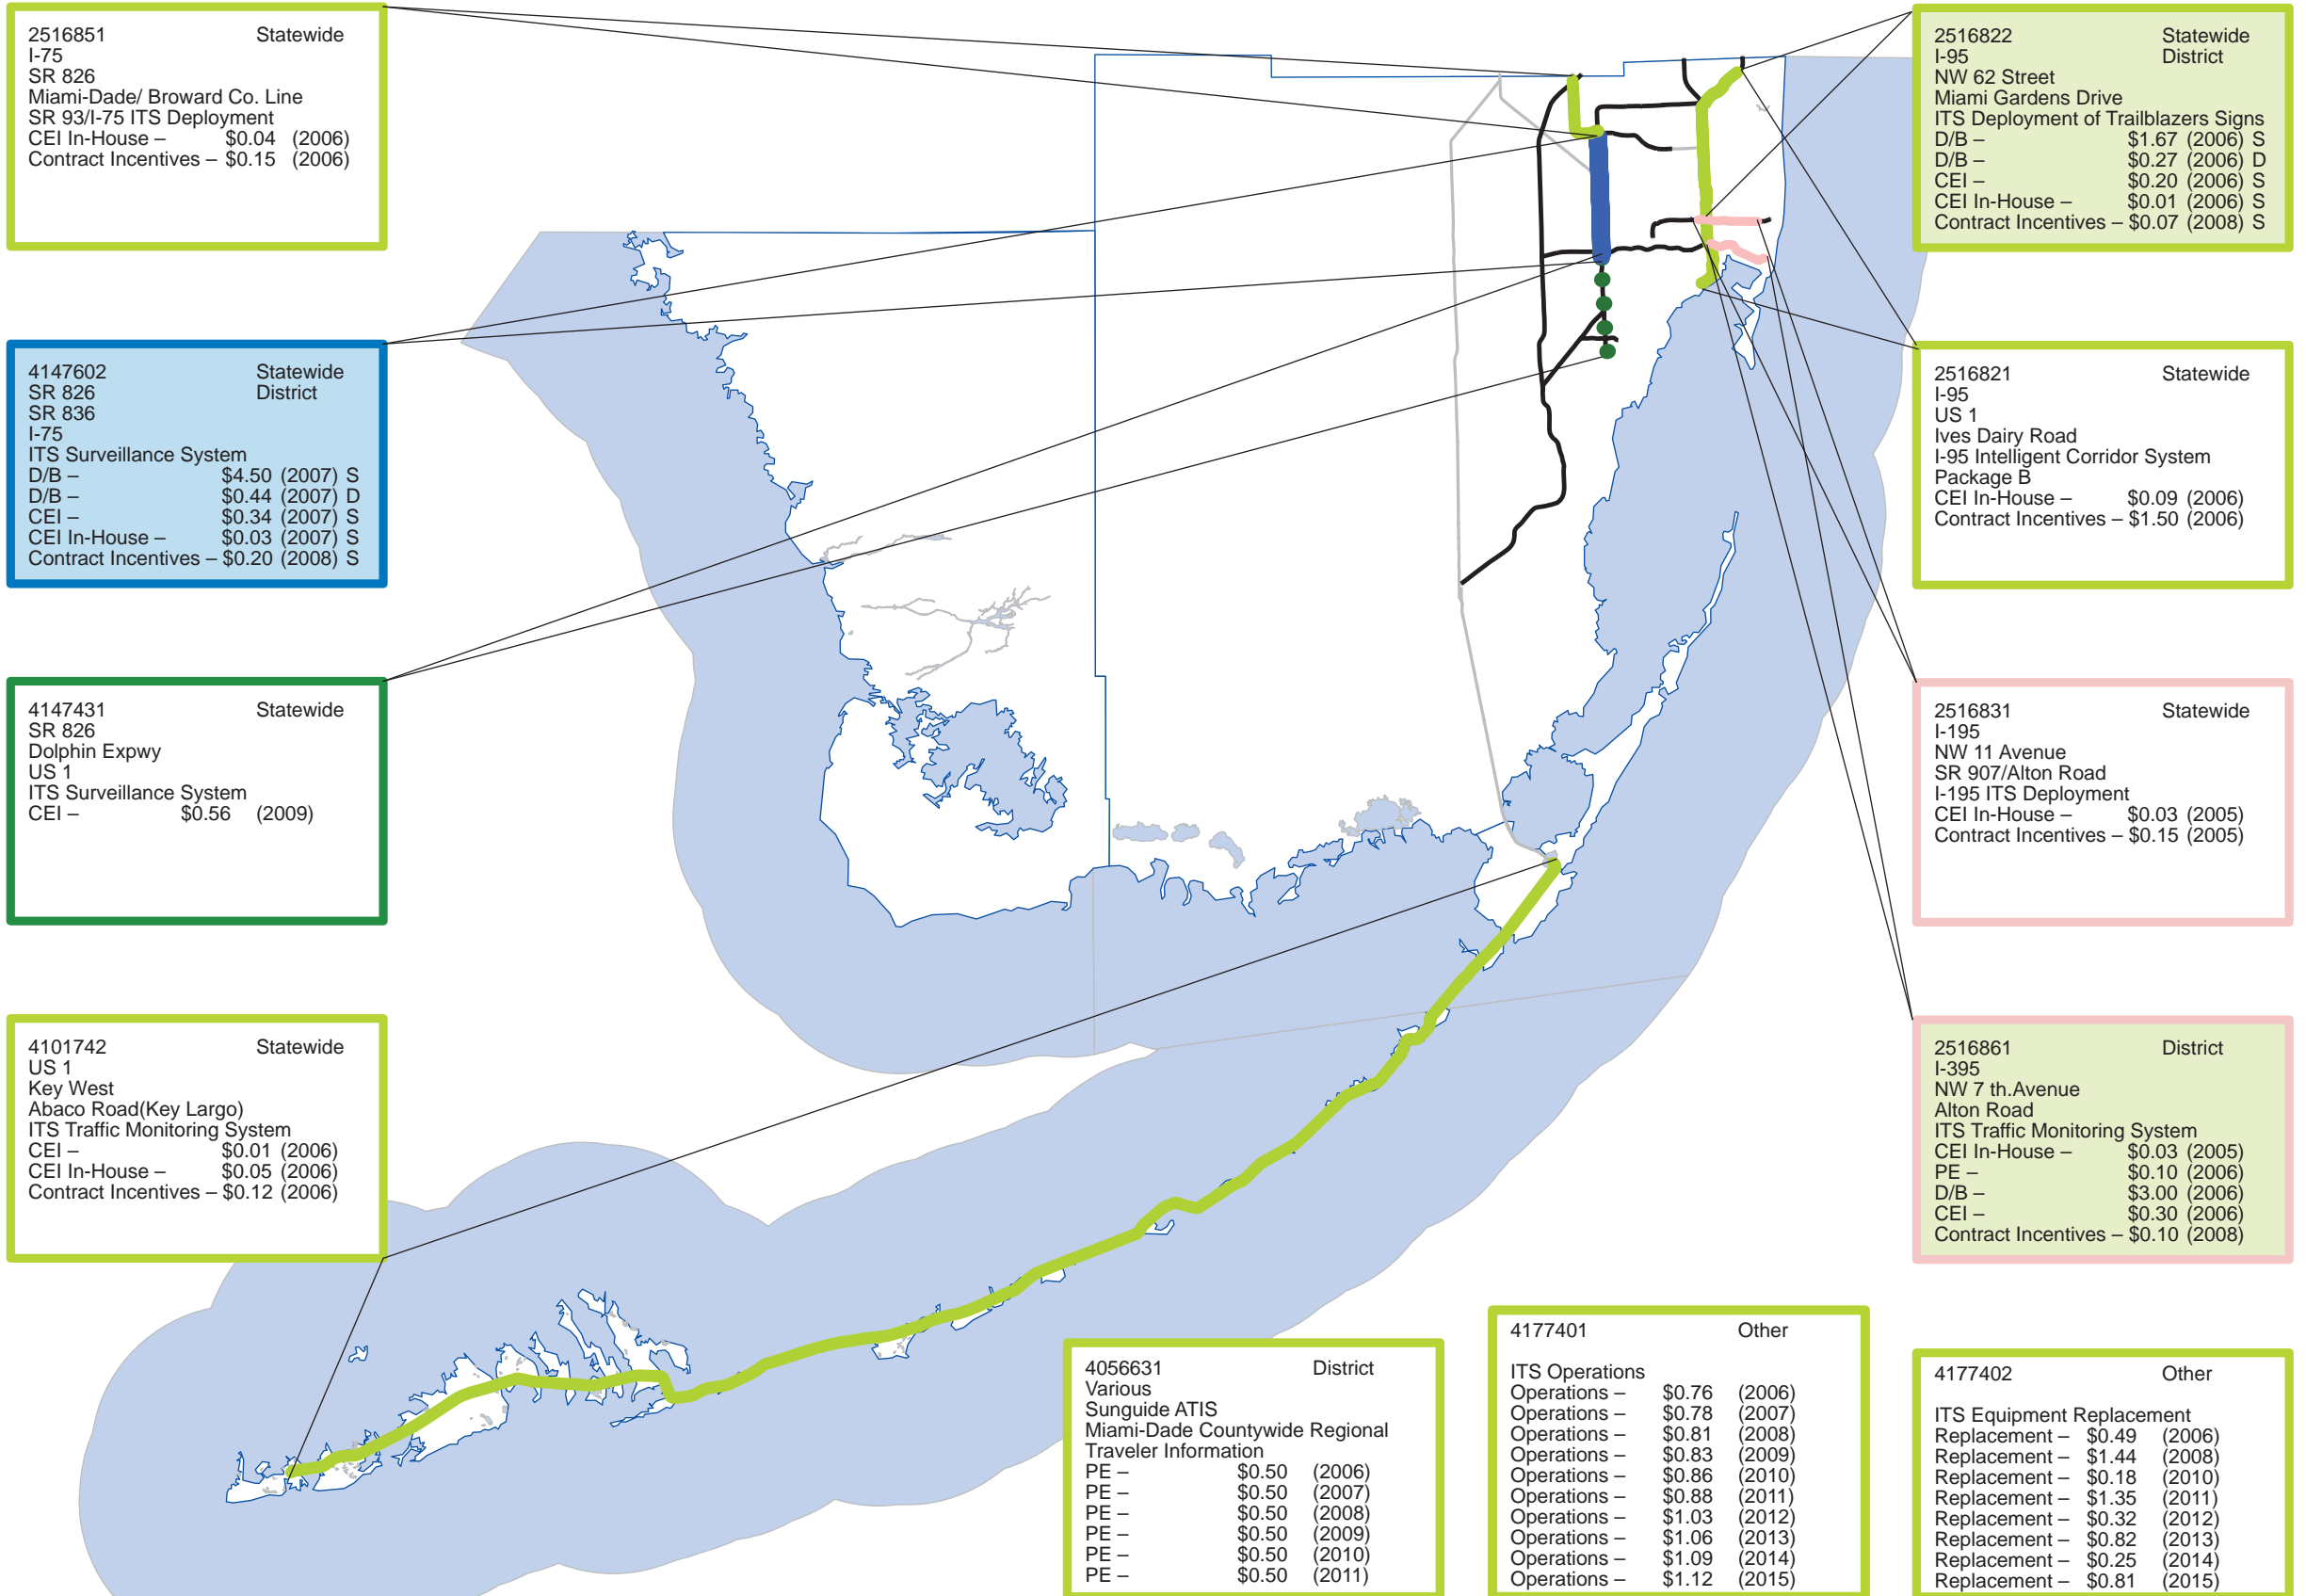 2516851 Statewide
I-75
SR 826
Miami-Dade/ Broward Co. Line
SR 93/I-75 ITS Deployment
CEI In-House – $0.04 (2006)
Contract Incentives – $0.15 (2006)
4147602 Statewide
SR 826 District
SR 836
I-75
ITS Surveillance System
D/B – $4.50 (2007) S
D/B – $0.44 (2007) D
CEI – $0.34 (2007) S
CEI In-House – $0.03 (2007) S
Contract Incentives – $0.20 (2008) S
4147431 Statewide
SR 826
Dolphin Expwy
US 1
ITS Surveillance System
CEI – $0.56 (2009)
4101742 Statewide
US 1
Key West
Abaco Road(Key Largo)
ITS Traffic Monitoring System
CEI – $0.01 (2006)
CEI In-House – $0.05 (2006)
Contract Incentives – $0.12 (2006)
2516822 Statewide
I-95 District
NW 62 Street
Miami Gardens Drive
ITS Deployment of Trailblazers Signs
D/B – $1.67 (2006) S
D/B – $0.27 (2006) D
CEI – $0.20 (2006) S
CEI In-House – $0.01 (2006) S
Contract Incentives – $0.07 (2008) S
2516821 Statewide
I-95
US 1
Ives Dairy Road
I-95 Intelligent Corridor System
Package B
CEI In-House – $0.09 (2006)
Contract Incentives – $1.50 (2006)
2516831 Statewide
I-195
NW 11 Avenue
SR 907/Alton Road
I-195 ITS Deployment
CEI In-House – $0.03 (2005)
Contract Incentives – $0.15 (2005)
2516861 District
I-395
NW 7 th.Avenue
Alton Road
ITS Traffic Monitoring System
CEI In-House – $0.03 (2005)
PE – $0.10 (2006)
D/B – $3.00 (2006)
CEI – $0.30 (2006)
Contract Incentives – $0.10 (2008)
4056631 District
Various
Sunguide ATIS
Miami-Dade Countywide Regional
Traveler Information
PE – $0.50 (2006)
PE – $0.50 (2007)
PE – $0.50 (2008)
PE – $0.50 (2009)
PE – $0.50 (2010)
PE – $0.50 (2011)
4177401 Other
ITS Operations
Operations – $0.76 (2006)
Operations – $0.78 (2007)
Operations – $0.81 (2008)
Operations – $0.83 (2009)
Operations – $0.86 (2010)
Operations – $0.88 (2011)
Operations – $1.03 (2012)
Operations – $1.06 (2013)
Operations – $1.09 (2014)
Operations – $1.12 (2015)
4177402 Other
ITS Equipment Replacement
Replacement – $0.49 (2006)
Replacement – $1.44 (2008)
Replacement – $0.18 (2010)
Replacement – $1.35 (2011)
Replacement – $0.32 (2012)
Replacement – $0.82 (2013)
Replacement – $0.25 (2014)
Replacement – $0.81 (2015)